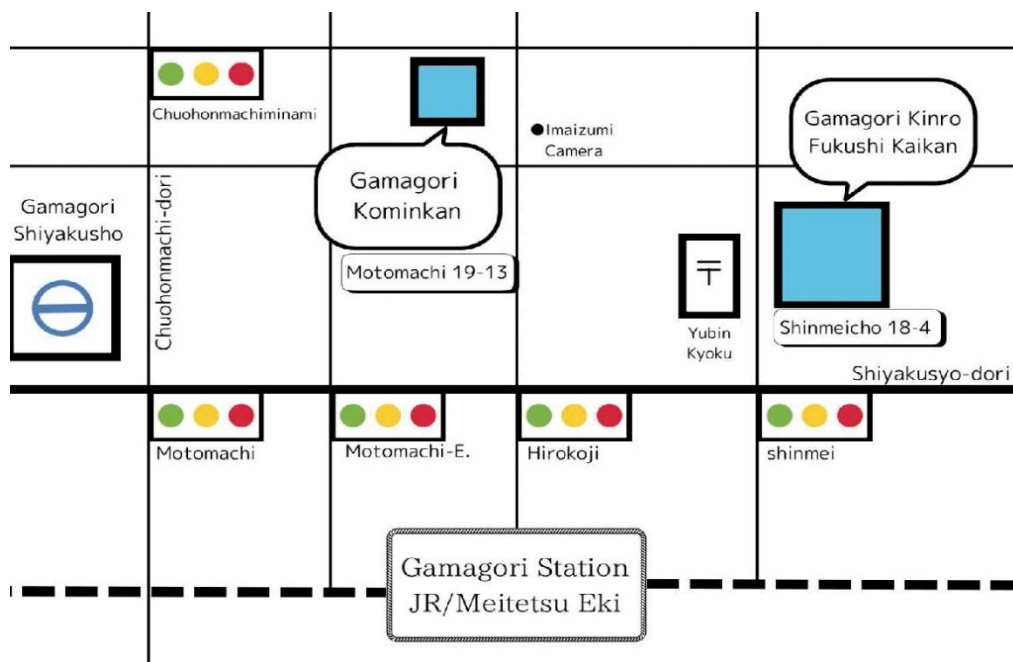 Chuohonmachiminami
Imaizumi
Camera
Gamagori Kinro
Fukushi Kaikan
Gamagori
Kominkan
Gamagori
Shiyakusho
Chuohonmachi-dori
Motomachi 19-13
〒
Yubin
Kyoku
Shinmeicho 18-4
Shiyakusyo-dori
Motomachi
Motomachi-E.
Hirokoji
shinmei
Gamagori Station
JR/Meitetsu Eki